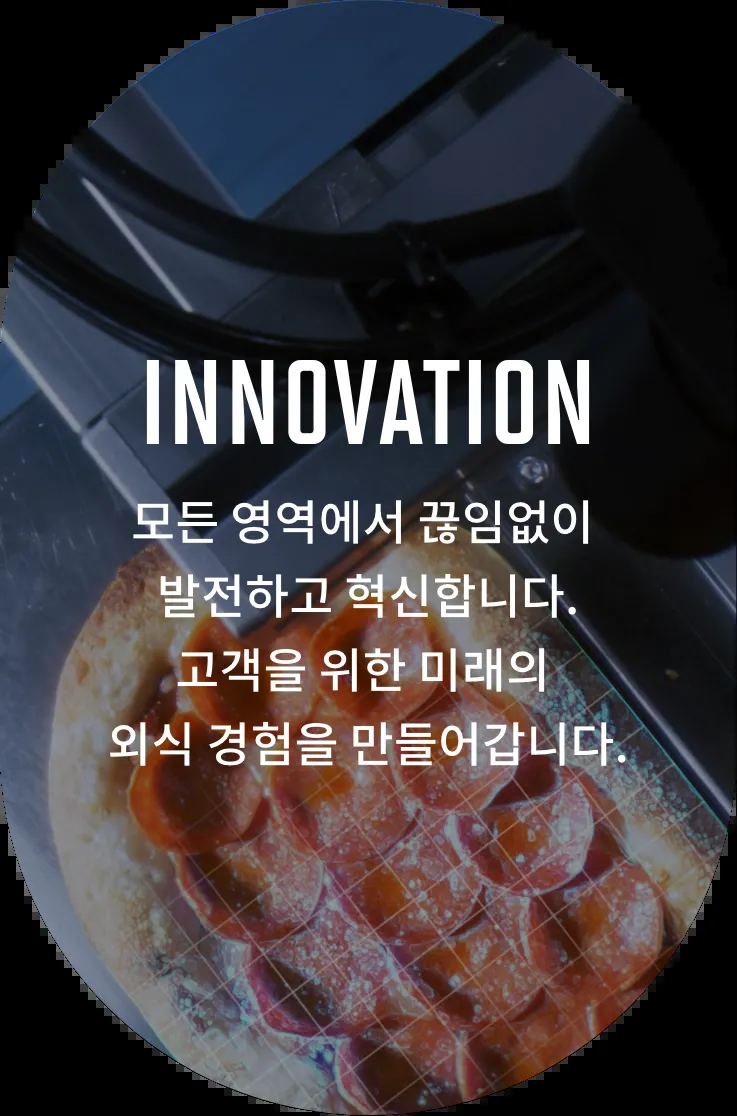 INNOVATION
모든 영역에서 끊임없이
발전하고 혁신합니다.
고객을 위한 미래의
외식 경험을 만들어갑니다.